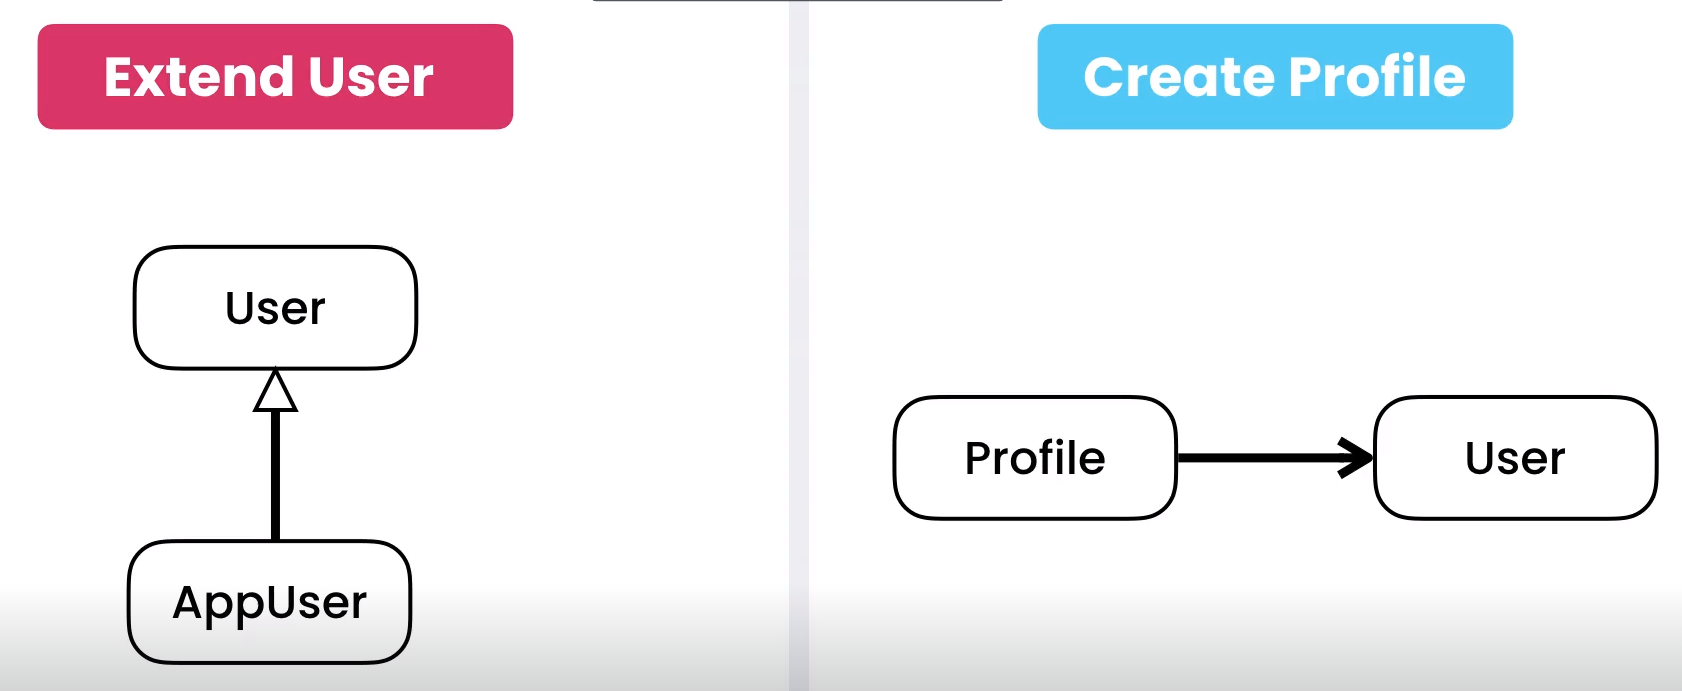 Extend User
Create Profile
User
AppUser
Profile
User